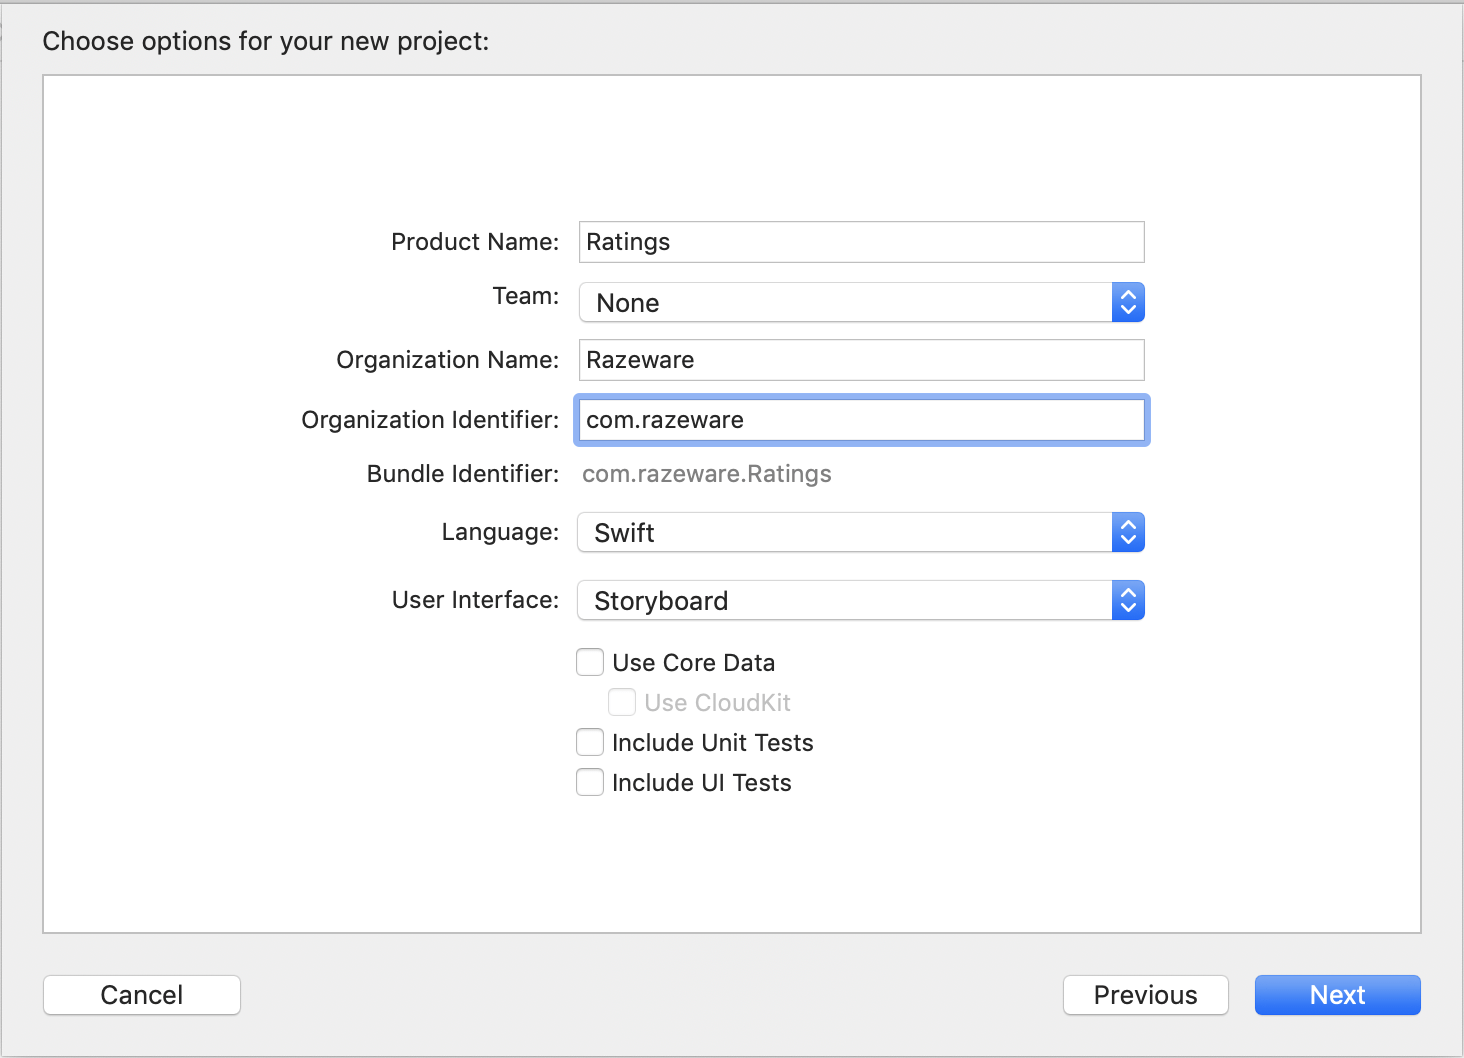 Choose options for your new project:
Product Name: Ratings
Team: None
Organization Name: Razeware
Organization Identifier: com.razeware
Bundle Identifier: com.razeware.Ratings
Language: Swift
User Interface: Storyboard
Use Core Data
Use CloudKit
Include Unit Tests
Include UI Tests
Cancel Previous Next